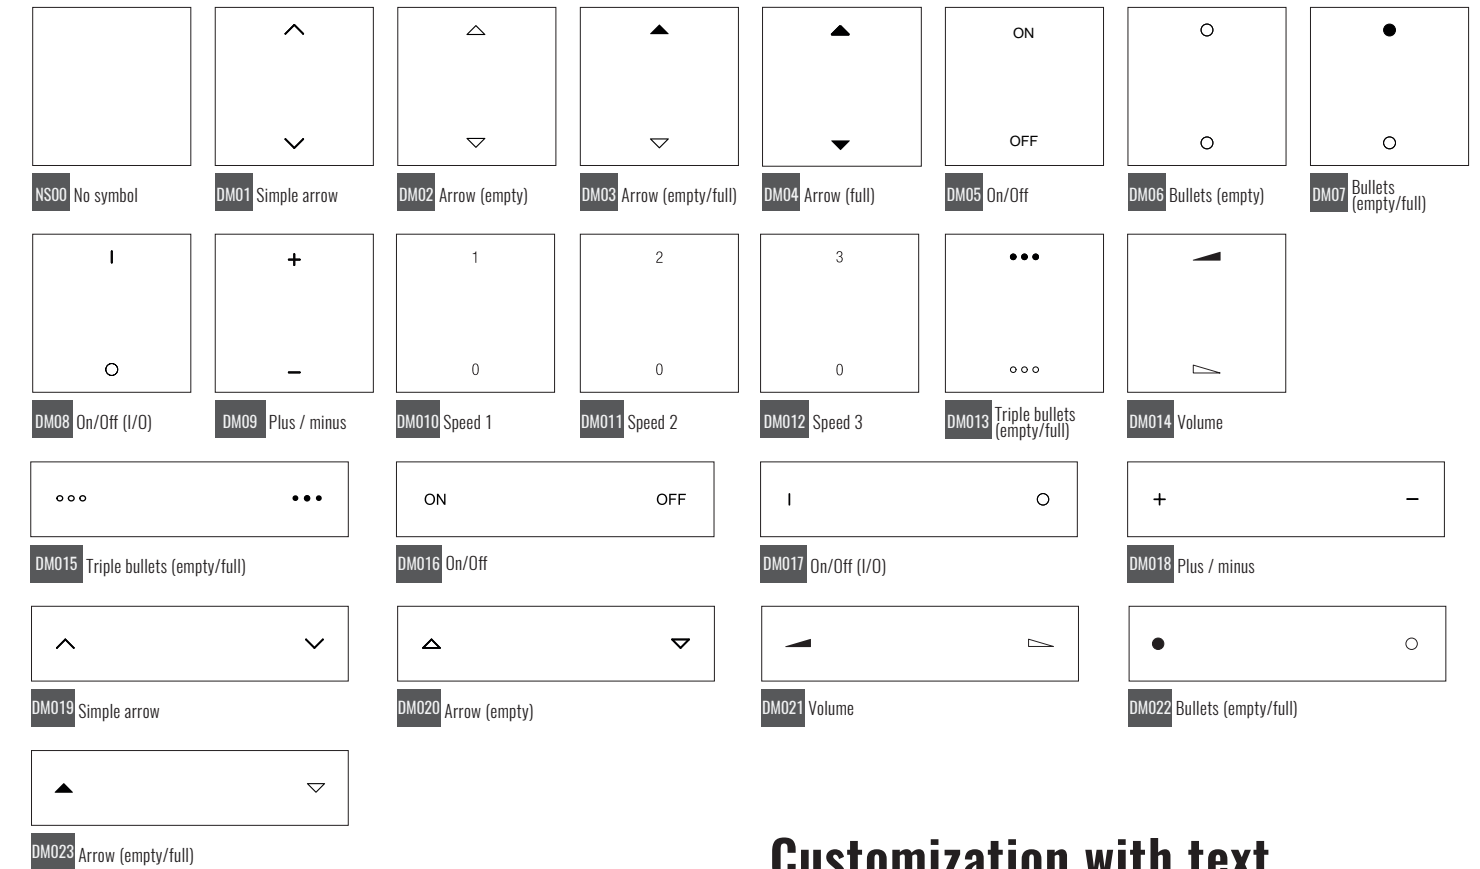 ON
OFF
NS00 No symbol
DM01 Simple arrow
DM02 Arrow (empty)
DM03 Arrow (empty/full)
DM04 Arrow (full)
DM05 On/Off
DM06 Bullets (empty)
DM07 Bullets
(empty/full)
I
O
+
−
1
0
2
0
3
0
DM08 On/Off (I/O)
DM09 Plus / minus
DM010 Speed 1
DM011 Speed 2
DM012 Speed 3
DM013 Triple bullets
(empty/full)
DM014 Volume
ON OFF
I O
+ −
DM015 Triple bullets (empty/full)
DM016 On/Off
DM017 On/Off (I/O)
DM018 Plus / minus
DM019 Simple arrow
DM020 Arrow (empty)
DM021 Volume
DM022 Bullets (empty/full)
DM023 Arrow (empty/full)
Customization with text